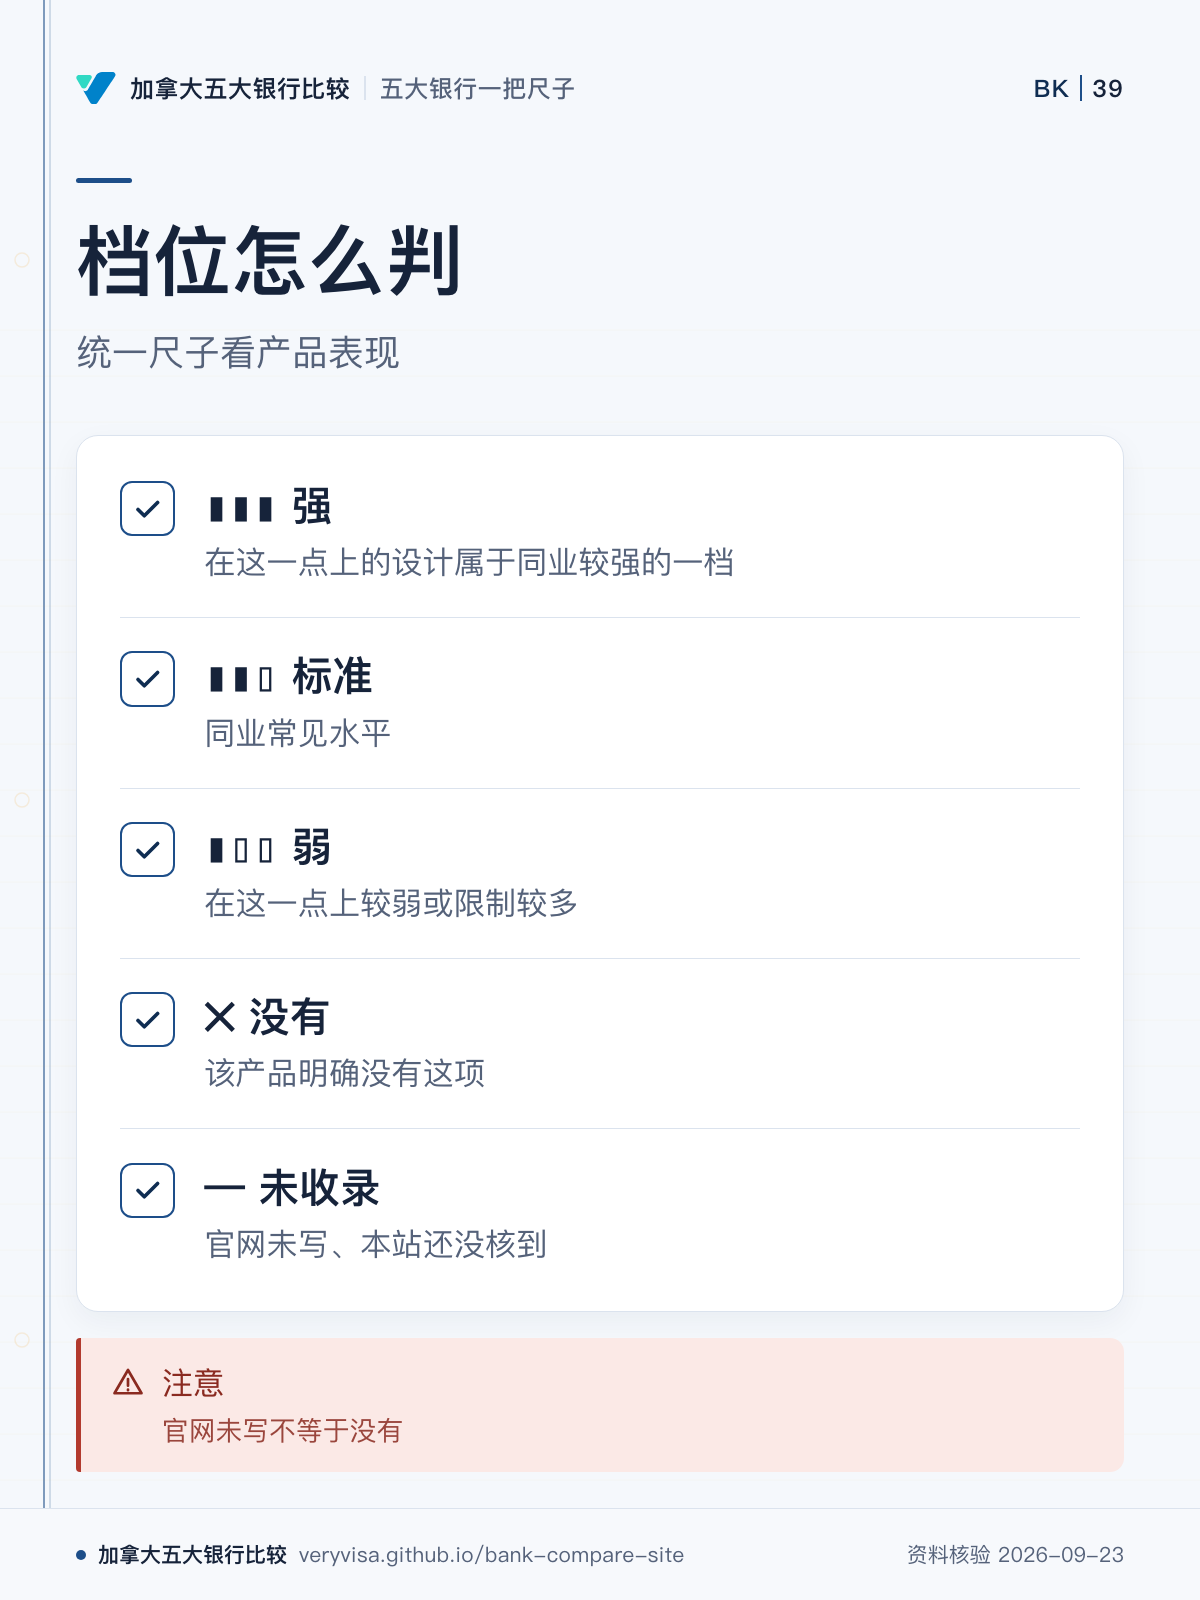 加拿大五大银行比较 | 五大银行一把尺子
BK | 39
档位怎么判
统一尺子看产品表现
▮▮▮ 强
在这一点上的设计属于同业较强的一档
▮▮▯ 标准
同业常见水平
▮▯▯ 弱
在这一点上较弱或限制较多
✕ 没有
该产品明确没有这项
— 未收录
官网未写、本站还没核到
注意
官网未写不等于没有
加拿大五大银行比较 veryvisa.github.io/bank-compare-site
资料核验 2026-09-23